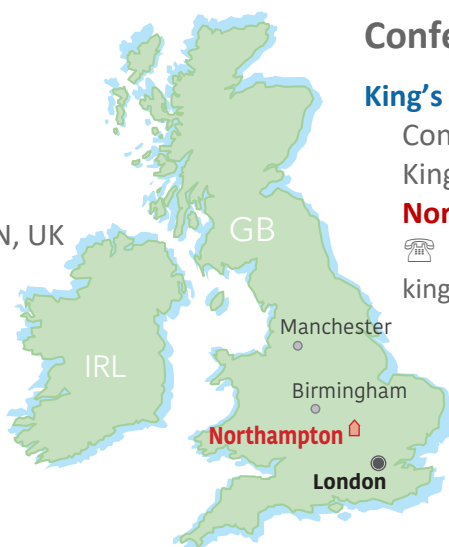 Confe
King's
Con
King
Nor
N, UK
king
GB
IRL
Manchester
Birmingham
Northampton
London